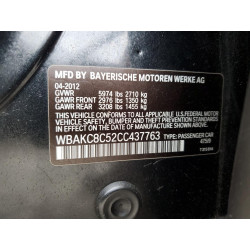 MFD BY BAYERISCHE MOTOREN WERKE AG
04-2012
GVWR 5974 lbs 2710 kg
GAWR FRONT 2976 lbs 1350 kg
GAWR REAR 3208 lbs 1455 kg
THIS VEHICLE CONFORMS TO ALL APPLICABLE U.S. FEDERAL MOTOR
VEHICLE SAFETY, BUMPER, AND THEFT
PREVENTION STANDARDS IN EFFECT ON THE DATE OF
MANUFACTURE SHOWN ABOVE.
WBAKC8C52CC437763 TYPE: PASSENGER CAR